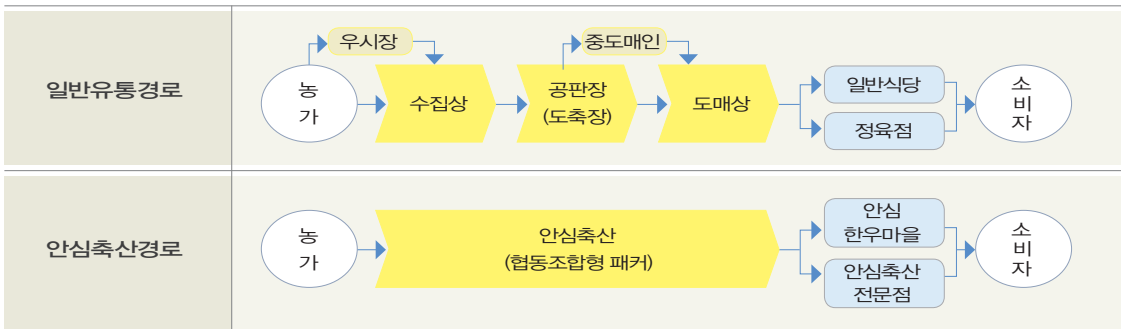 일반유통경로
농
가
우시장
수집상
공판장
(도축장)
중도매인
도매상
일반식당
정육점
소
비
자
안심축산경로
농
가
안심축산
(협동조합형 패커)
안심
한우마을
안심축산
전문점
소
비
자